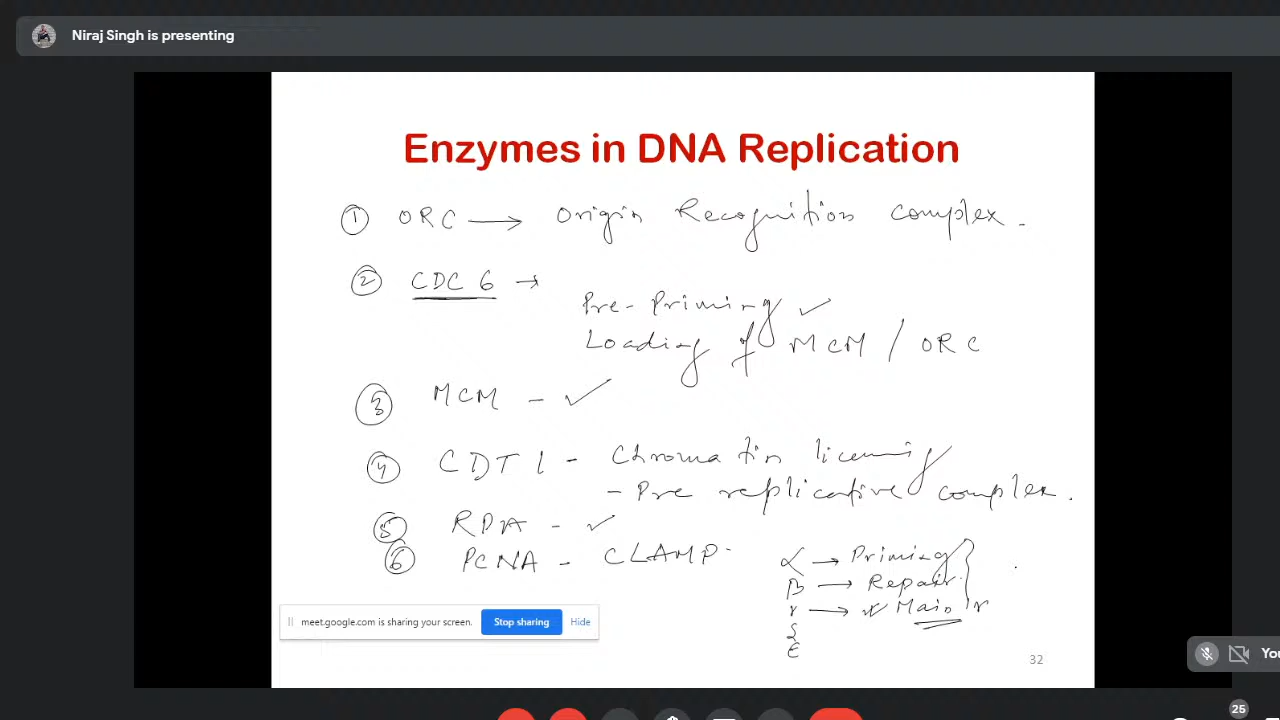 Niraj Singh is presenting
Enzymes in DNA Replication
① ORC → Origin Recognition Complex.
② CDC 6 →
Pre-Priming ✓
Loading of MCM / ORC
③ MCM - ✓
④ CDT 1 - Chromatin licensing
- Pre replicative complex.
⑤ RPA - ✓
⑥ PCNA - CLAMP
α → Priming
β → Repair
γ → Main
δ
ε
meet.google.com is sharing your screen. Stop sharing Hide
32
You
25